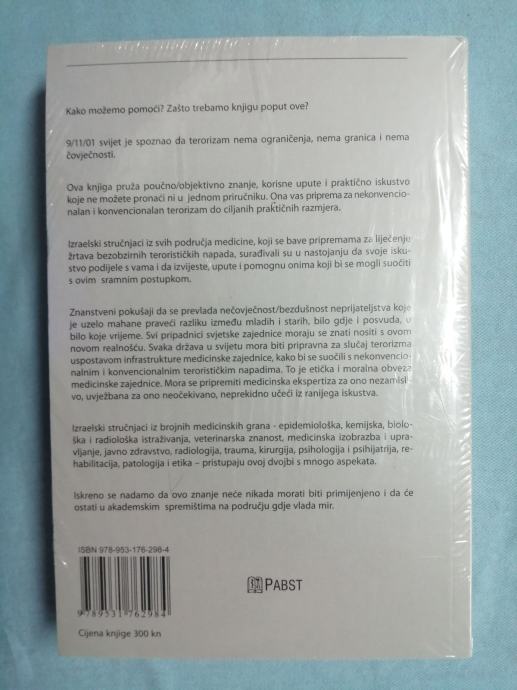 Kako možemo pomoći? Zašto trebamo knjigu poput ove?
9/11/01 svijet je spoznao da terorizam nema ograničenja, nema granica i nema
čovječnosti.
Ova knjiga pruža poučno/objektivno znanje, korisne upute i praktično iskustvo
koje ne možete pronaći ni u jednom priručniku. Ona vas priprema za nekonvencio-
nalan i konvencionalan terorizam do ciljanih praktičnih razmjera.
Izraelski stručnjaci iz svih područja medicine, koji se bave pripremama za liječenje
žrtava bezobzirnih terorističkih napada, surađivali su u nastojanju da svoje isku-
stvo podijele s vama i da izvijeste, upute i pomognu onima koji bi se mogli suočiti
s ovim sramnim postupkom.
Znanstveni pokušaji da se prevlada nečovječnost/bezdušnost neprijateljstva koje
je uzelo mahane praveći razliku između mladih i starih, bilo gdje i posvuda, u
bilo koje vrijeme. Svi pripadnici svjetske zajednice moraju se znati nositi s ovom
novom realnošću. Svaka država u svijetu mora biti pripravna za slučaj terorizma
uspostavom infrastrukture medicinske zajednice, kako bi se suočili s nekonvencio-
nalnim i konvencionalnim terorističkim napadima. To je etička i moralna obveza
medicinske zajednice. Mora se pripremiti medicinska ekspertiza za ono nezamisli-
vo, uvježbana za ono neočekivano, neprekidno učeći iz ranijega iskustva.
Izraelski stručnjaci iz brojnih medicinskih grana - epidemiološka, kemijska, biolo-
ška i radiološka istraživanja, veterinarska znanost, medicinska izobrazba i upra-
vljanje, javno zdravstvo, radiologija, trauma, kirurgija, psihologija i psihijatrija, re-
habilitacija, patologija i etika – pristupaju ovoj dvojbi s mnogo aspekata.
Iskreno se nadamo da ovo znanje neće nikada morati biti primijenjeno i da će
ostati u akademskim spremištima na području gdje vlada mir.
ISBN 978-953-176-298-4
9 789531 762984
PABST
Cijena knjige 300 kn